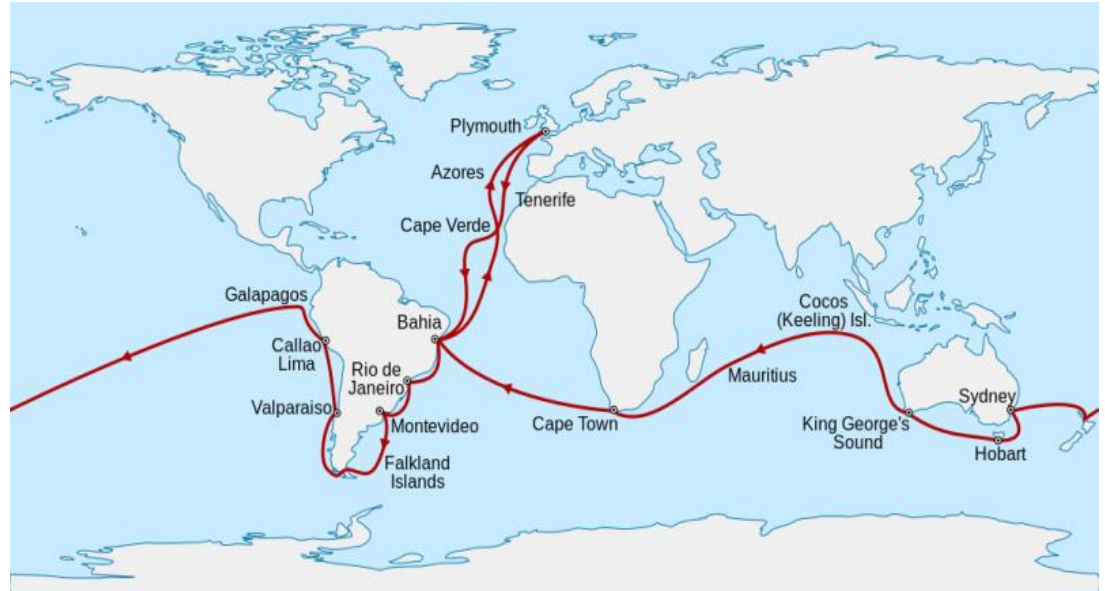 Plymouth
Azores
Tenerife
Cape Verde
Galapagos
Bahia
Cocos
(Keeling) Isl.
Callao
Lima
Rio de
Janeiro
Mauritius
Valparaiso
Montevideo
Cape Town
Sydney
King George's
Sound
Hobart
Falkland
Islands